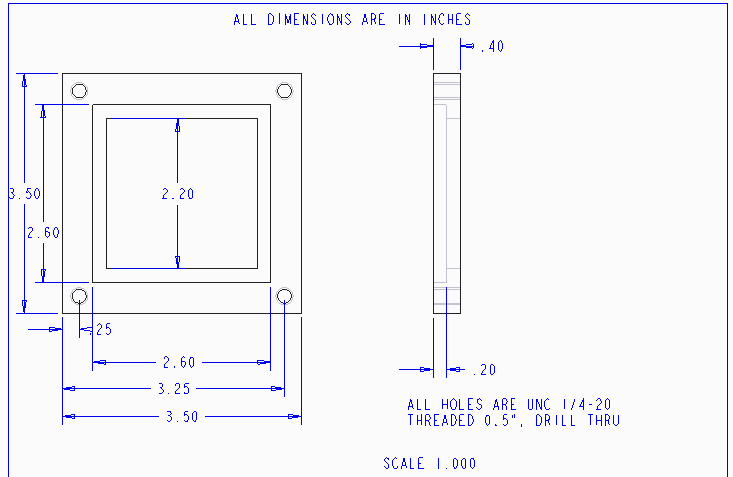 ALL DIMENSIONS ARE IN INCHES
.40
3.50
2.20
2.60
.25
2.60
.20
3.25
3.50
ALL HOLES ARE UNC 1/4-20
THREADED 0.5", DRILL THRU
SCALE 1.000